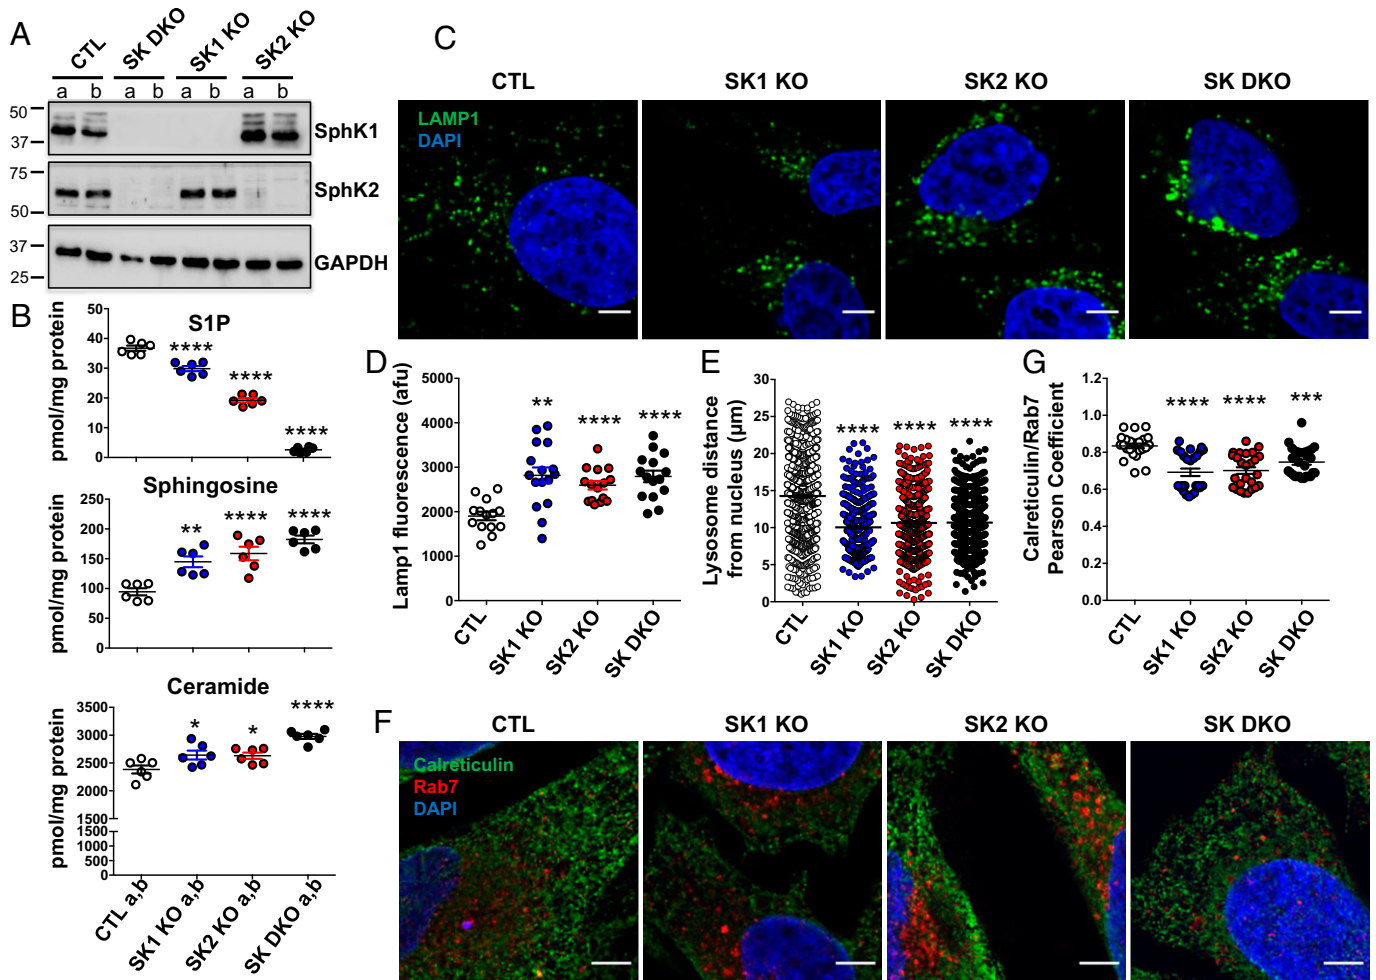 A
CTL
SK DKO
SK1 KO
SK2 KO
a b a b a b a b
50
37
SphK1
75
50
SphK2
37
25
GAPDH
B
S1P
pmol/mg protein
50
40
30
20
10
0
****
****
****
Sphingosine
pmol/mg protein
250
200
150
100
50
0
**
****
****
Ceramide
pmol/mg protein
3500
3000
2500
2000
1500
1500
1000
500
0
*
*
****
CTL a,b
SK1 KO a,b
SK2 KO a,b
SK DKO a,b
C
CTL
SK1 KO
SK2 KO
SK DKO
LAMP1
DAPI
D
Lamp1 fluorescence (afu)
5000
4000
3000
2000
1000
0
**
****
****
CTL
SK1 KO
SK2 KO
SK DKO
E
Lysosome distance
from nucleus (µm)
30
25
20
15
10
5
0
****
****
****
CTL
SK1 KO
SK2 KO
SK DKO
G
Calreticulin/Rab7
Pearson Coefficient
1.2
1.0
0.8
0.6
0.4
0.2
0.0
****
****
***
CTL
SK1 KO
SK2 KO
SK DKO
F
CTL
SK1 KO
SK2 KO
SK DKO
Calreticulin
Rab7
DAPI